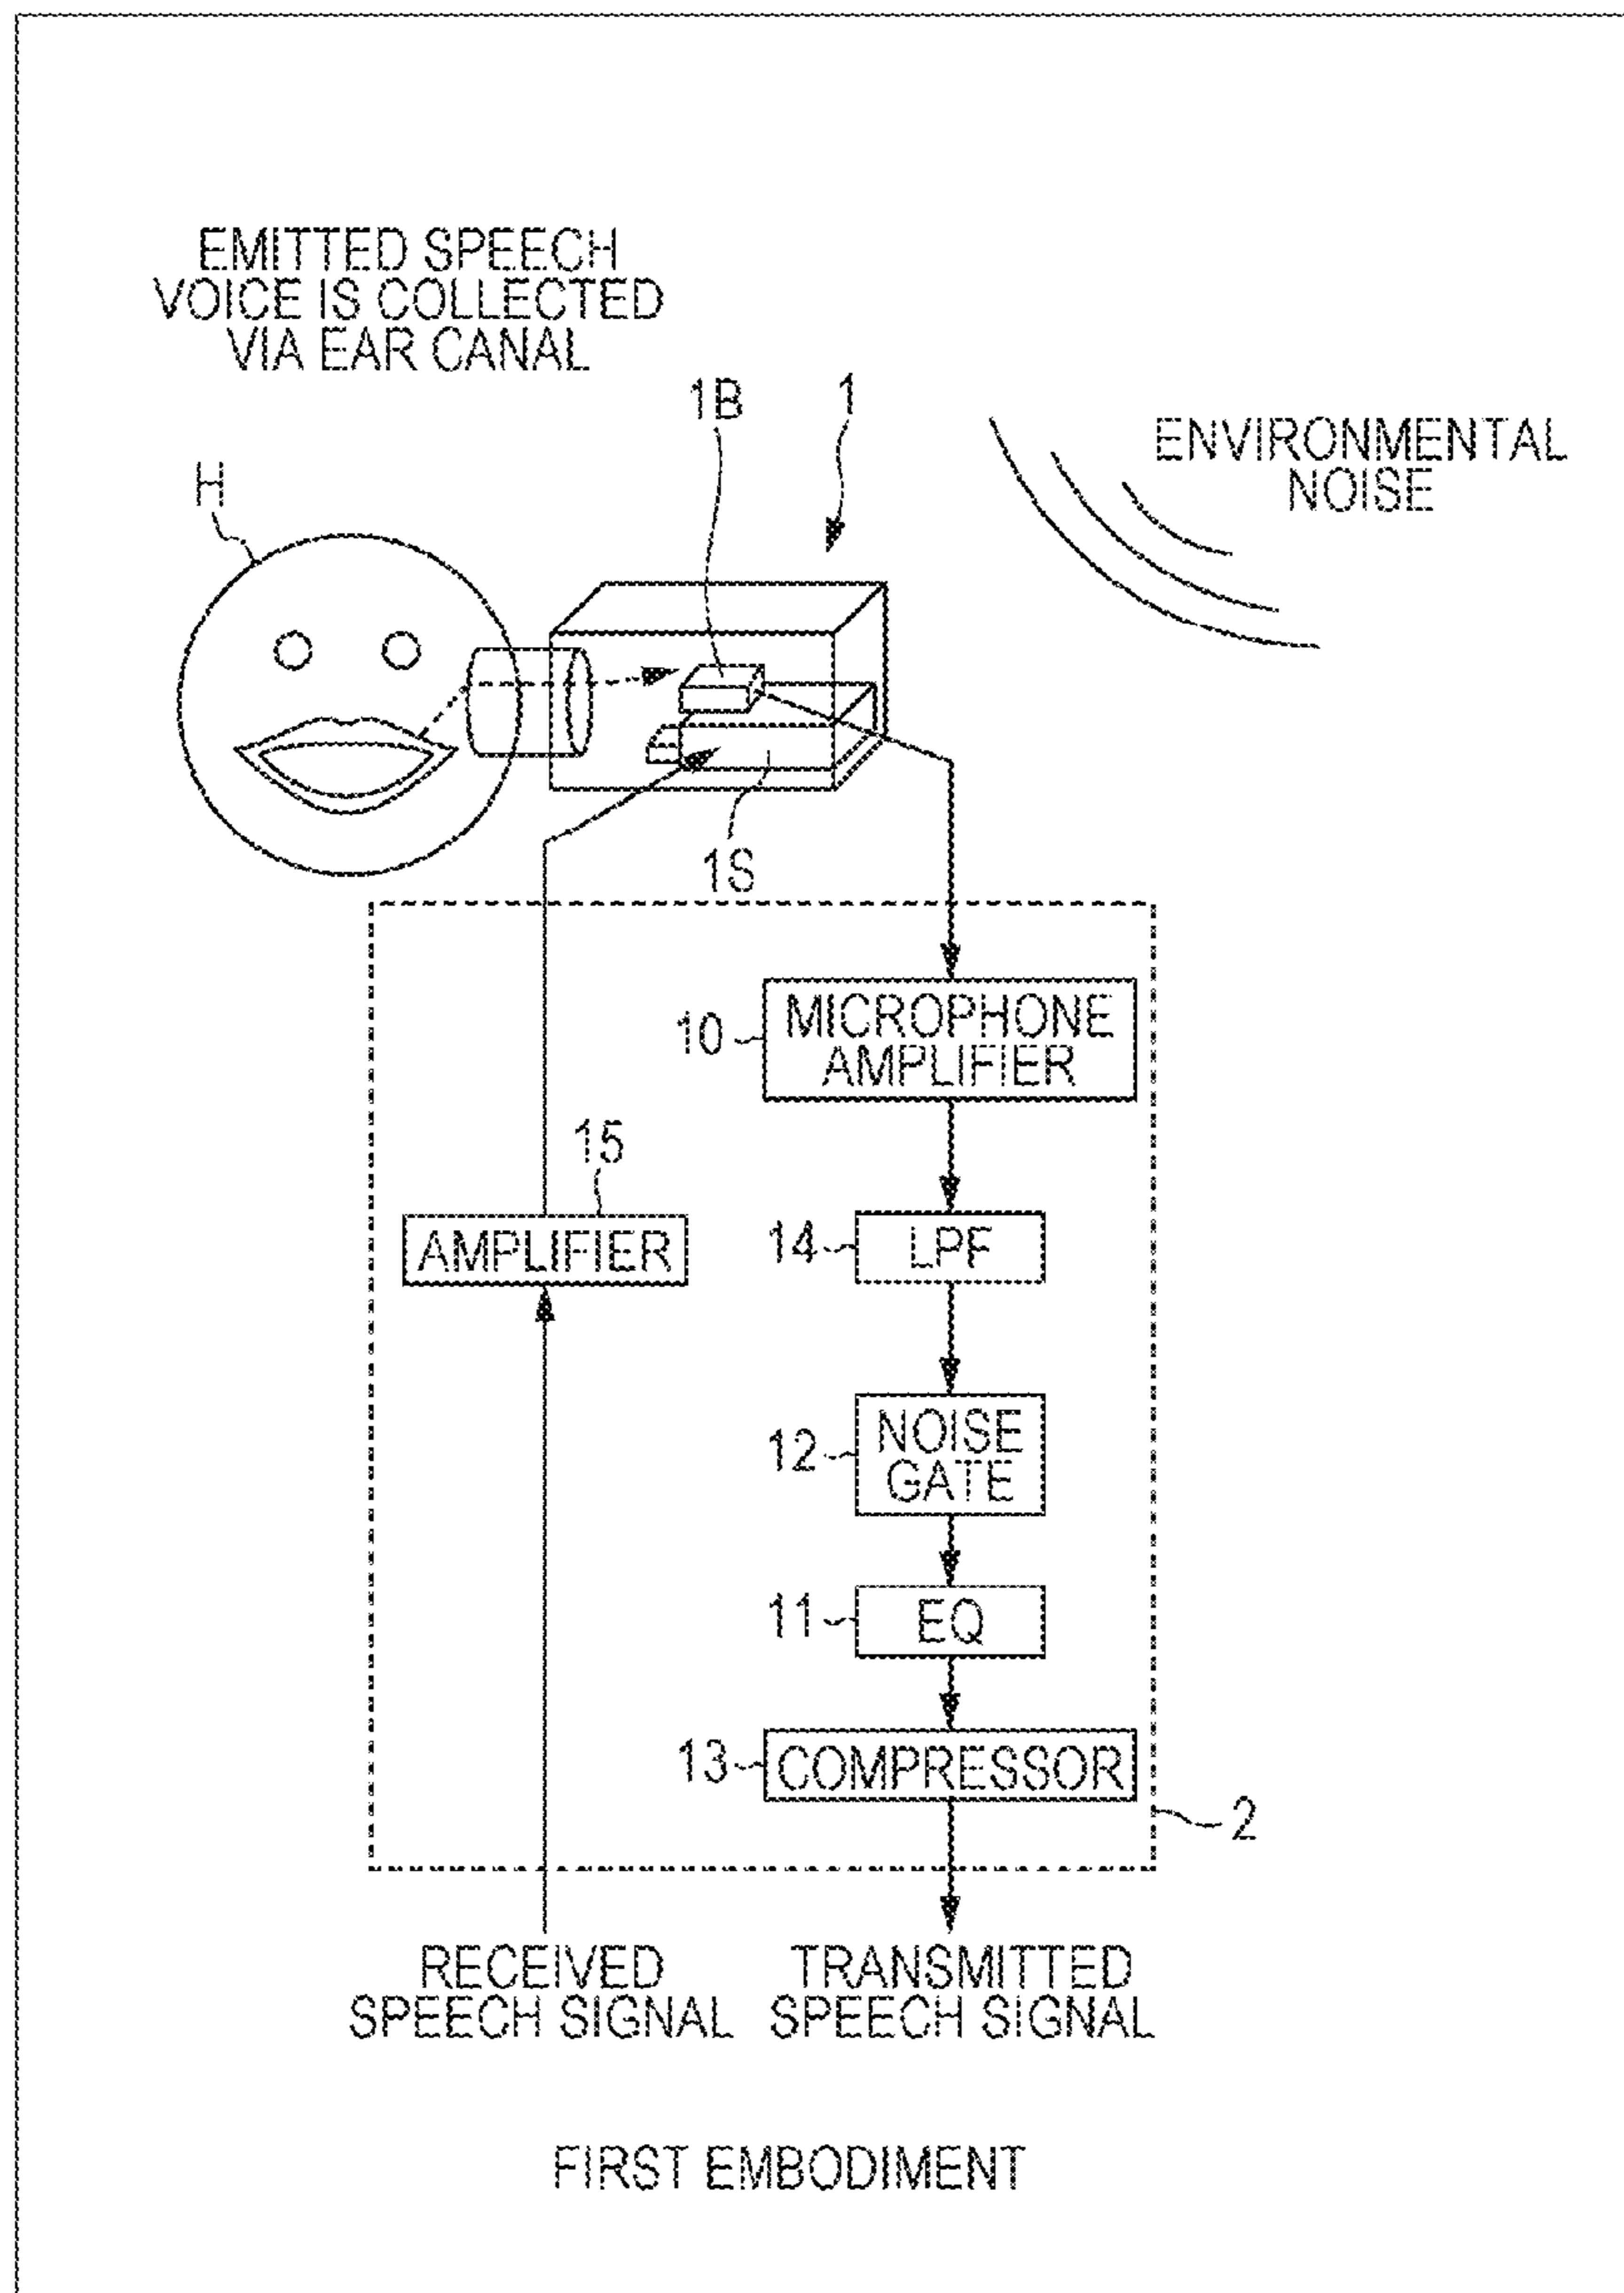 EMITTED SPEECH
VOICE IS COLLECTED
VIA EAR CANAL
1B
1
ENVIRONMENTAL
NOISE
H
1S
10
MICROPHONE
AMPLIFIER
15
AMPLIFIER
14
LPF
12
NOISE
GATE
11
EQ
13
COMPRESSOR
2
RECEIVED
SPEECH SIGNAL
TRANSMITTED
SPEECH SIGNAL
FIRST EMBODIMENT